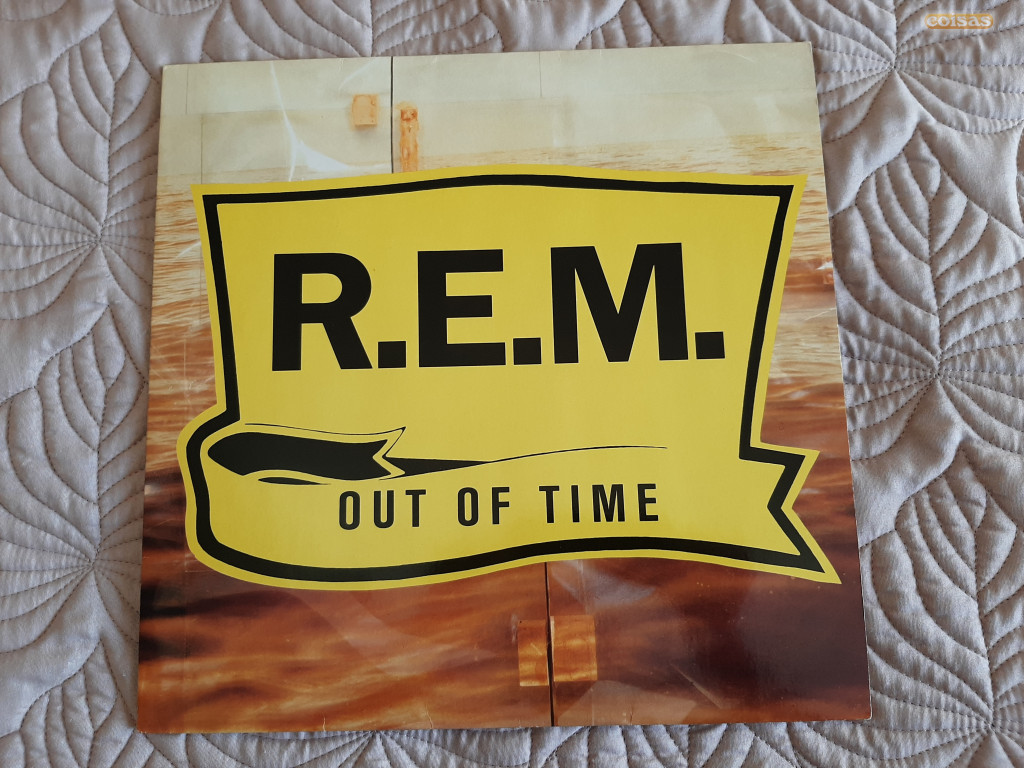 coisas
R.E.M.
OUT OF TIME